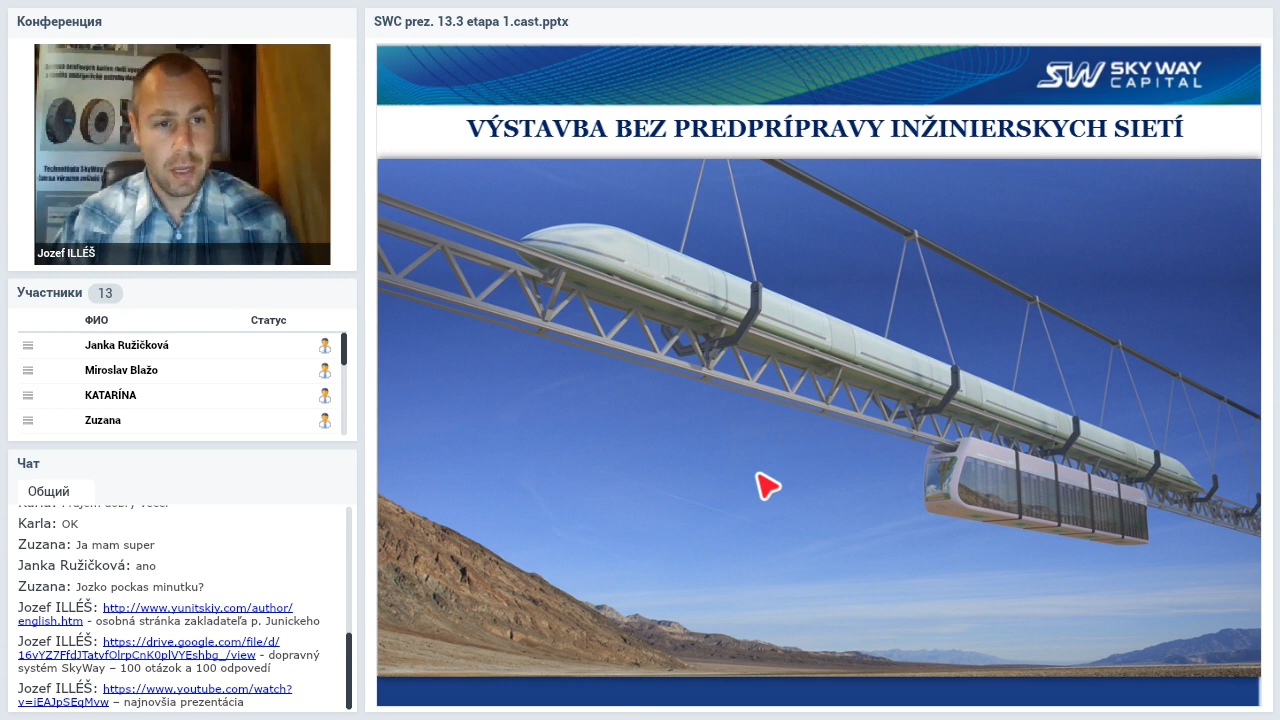 Конференция
Jozef ILLÉŠ
Участники 13
ФИО Статус
Janka Ružičková
Miroslav Blažo
KATARÍNA
Zuzana
Чат
Общий
Karla: OK
Zuzana: Ja mam super
Janka Ružičková: ano
Zuzana: Jozko pockas minutku?
Jozef ILLÉŠ: http://www.yunitskiy.com/author/
english.htm - osobná stránka zakladateľa p. Junickeho
Jozef ILLÉŠ: https://drive.google.com/file/d/
- dopravný
systém SkyWay – 100 otázok a 100 odpovedí
Jozef ILLÉŠ: https://www.youtube.com/watch?
– najnovšia prezentácia
SWC prez. 13.3 etapa 1.cast.pptx
SW SKY WAY
CAPITAL
VÝSTAVBA BEZ PREDPRÍPRAVY INŽINIERSKYCH SIETÍ